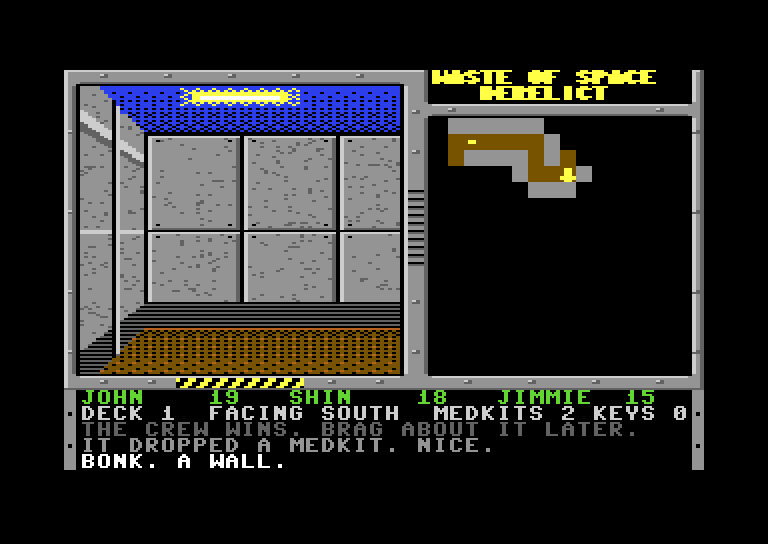 WASTE OF SPACE
DERELICT
JOHN 19 SHIN 18 JIMMIE 15
DECK 1 FACING SOUTH MEDKITS 2 KEYS 0
THE CREW WINS. BRAG ABOUT IT LATER.
IT DROPPED A MEDKIT. NICE.
BONK. A WALL.